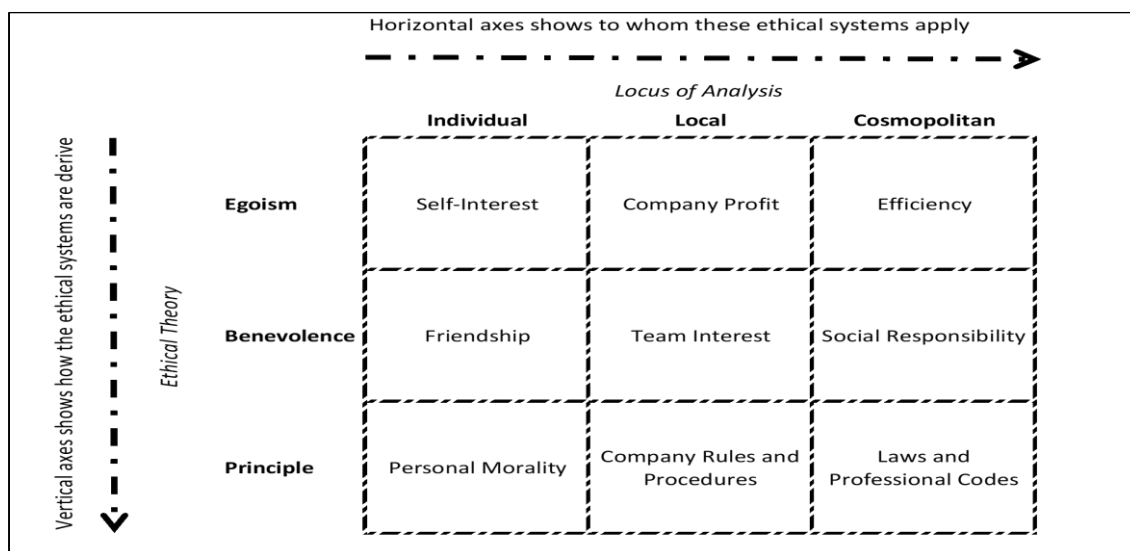 Horizontal axes shows to whom these ethical systems apply
Locus of Analysis
Individual Local Cosmopolitan
Vertical axes shows how the ethical systems are derive
Ethical Theory
Egoism Self-Interest Company Profit Efficiency
Benevolence Friendship Team Interest Social Responsibility
Principle Personal Morality Company Rules and Procedures Laws and Professional Codes